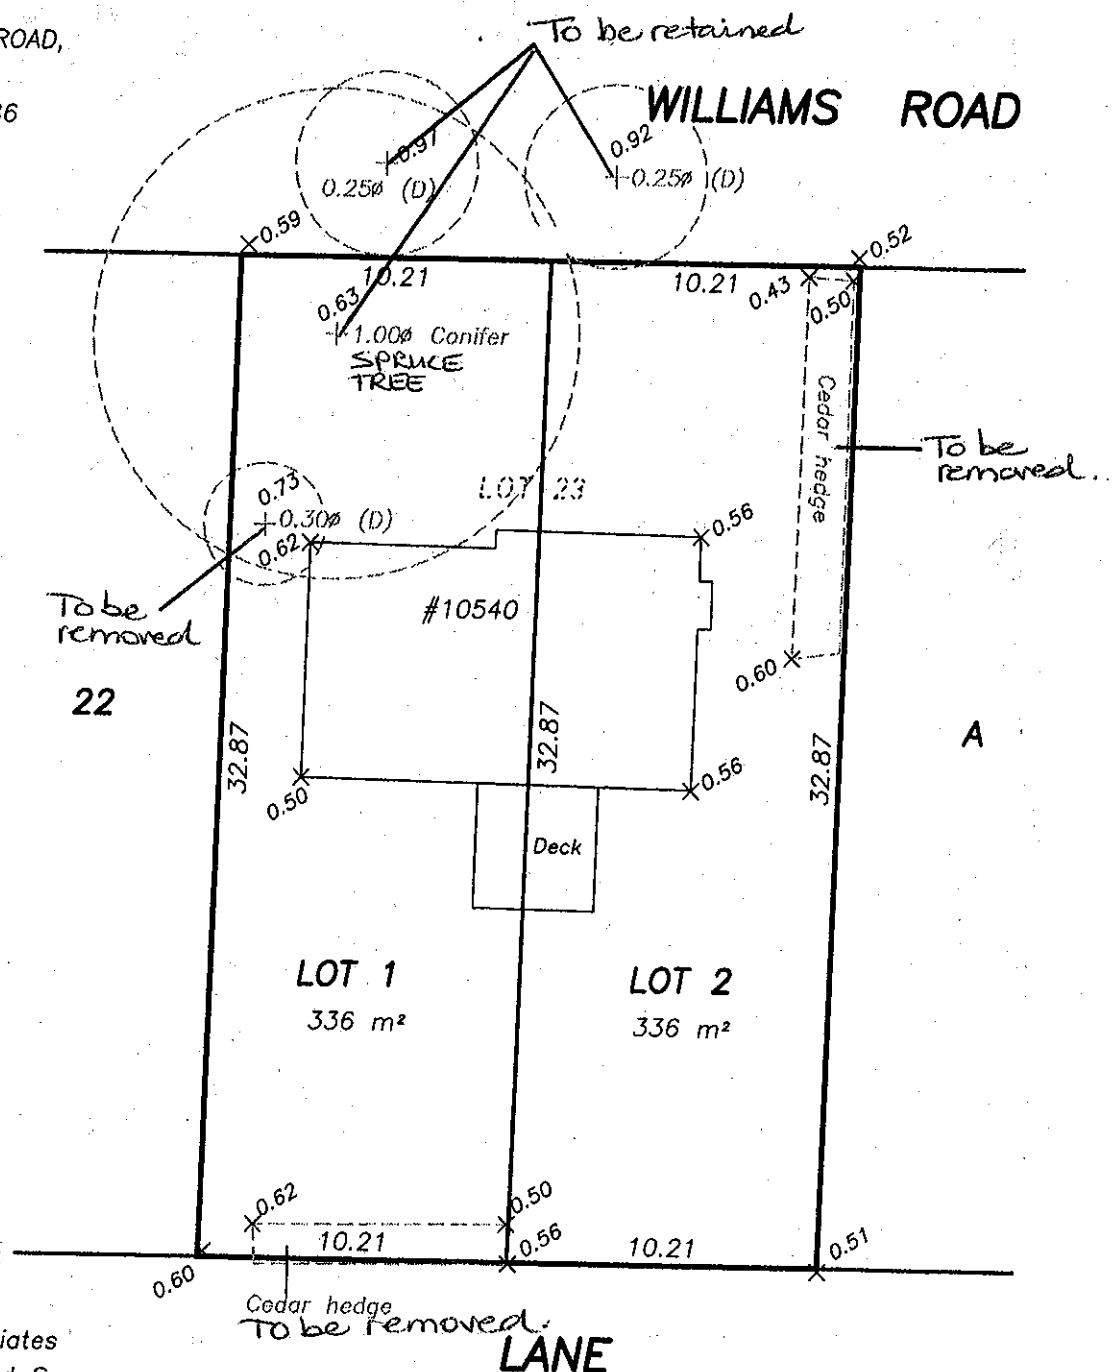 ROAD,
To be retained
WILLIAMS ROAD
0.97
0.92
0.25ø (D)
0.25ø (D)
0.59
0.52
10.21
10.21
0.43
0.50
0.63
1.00ø Conifer
SPRUCE
TREE
Cedar hedge
To be
removed..
0.73
LOT 23
0.30ø (D)
0.62
0.56
To be
removed
#10540
22
0.60
32.87
32.87
32.87
A
0.50
0.56
Deck
LOT 1
LOT 2
336 m²
336 m²
0.62
0.50
10.21
0.56
10.21
0.51
0.60
Cedar hedge
To be removed.
LANE